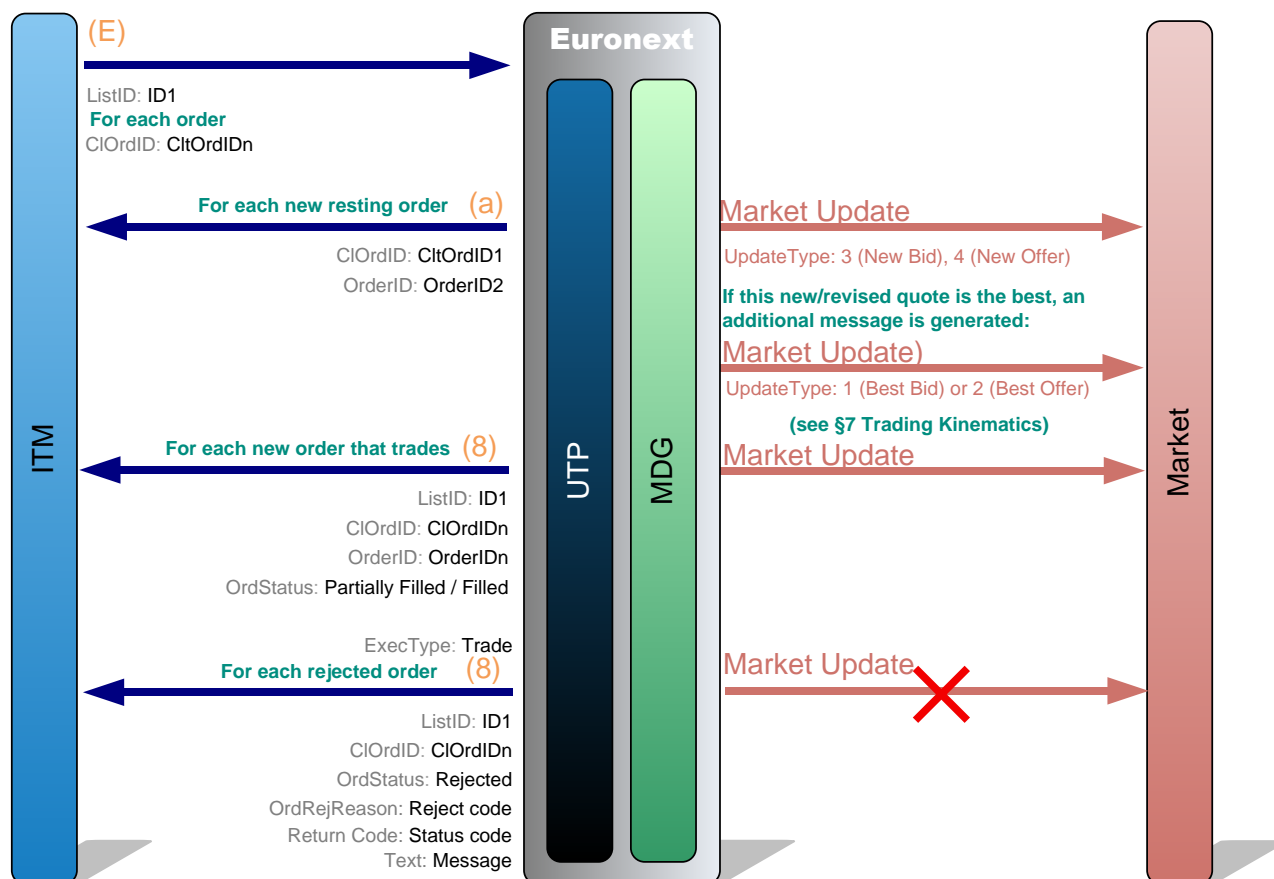 (E)
Euronext
ListID: ID1
For each order
ClOrdID: CltOrdIDn
For each new resting order (a)
ClOrdID: CltOrdID1
OrderID: OrderID2
Market Update
UpdateType: 3 (New Bid), 4 (New Offer)
If this new/revised quote is the best, an
additional message is generated:
Market Update)
UpdateType: 1 (Best Bid) or 2 (Best Offer)
(see §7 Trading Kinematics)
Market Update
For each new order that trades (8)
ListID: ID1
ClOrdID: ClOrdIDn
OrderID: OrderIDn
OrdStatus: Partially Filled / Filled
ExecType: Trade
For each rejected order (8)
Market Update
ListID: ID1
ClOrdID: ClOrdIDn
OrdStatus: Rejected
OrdRejReason: Reject code
Return Code: Status code
Text: Message
ITM
UTP
MDG
Market